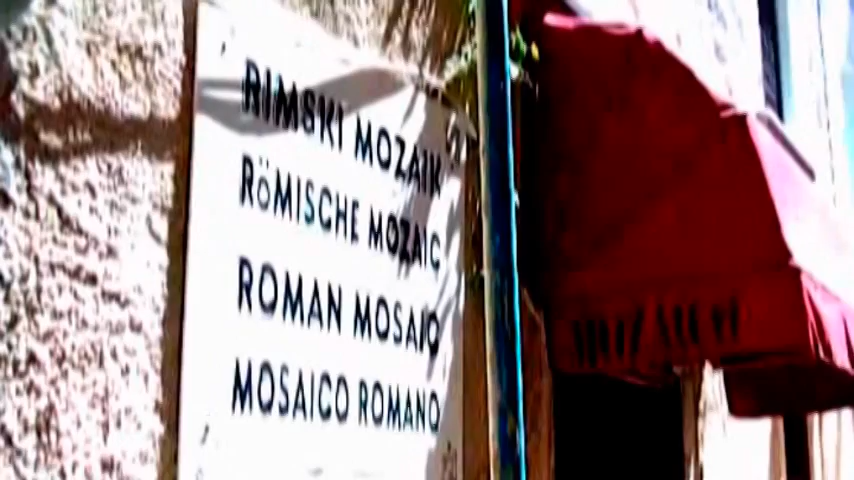 RIMSKI MOZAIK
RöMISCHE MOZAIC
ROMAN MOSAIC
MOSAICO ROMANO